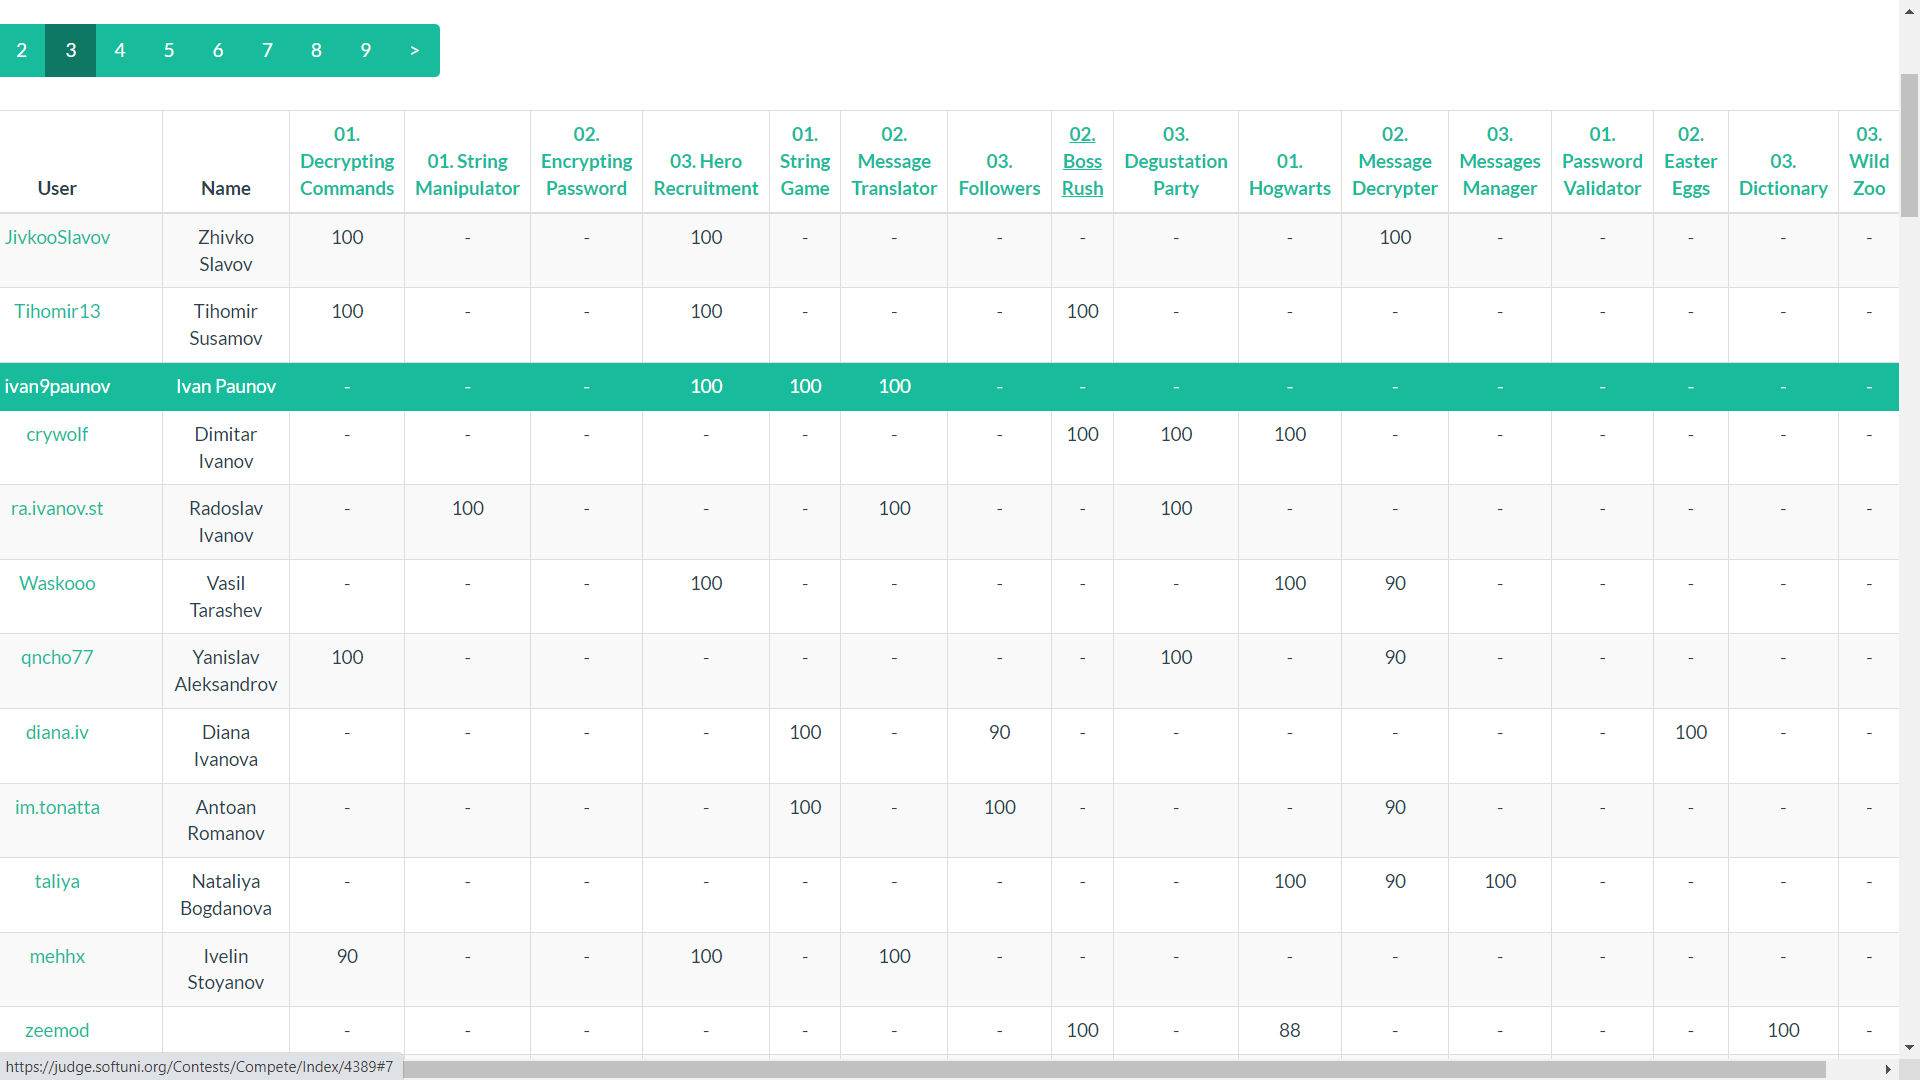 2 3 4 5 6 7 8 9 >
User Name 01. Decrypting Commands 01. String Manipulator 02. Encrypting Password 03. Hero Recruitment 01. String Game 02. Message Translator 03. Followers 02. Boss Rush 03. Degustation Party 01. Hogwarts 02. Message Decrypter 03. Messages Manager 01. Password Validator 02. Easter Eggs 03. Dictionary 03. Wild Zoo
JivkooSlavov Zhivko Slavov 100 - - 100 - - - - - - 100 - - - - -
Tihomir13 Tihomir Susamov 100 - - 100 - - - 100 - - - - - - - -
ivan9paunov Ivan Paunov - - - 100 100 100 - - - - - - - - - -
crywolf Dimitar Ivanov - - - - - - - 100 100 100 - - - - - -
ra.ivanov.st Radoslav Ivanov - 100 - - - 100 - - 100 - - - - - - -
Waskooo Vasil Tarashev - - - 100 - - - - - 100 90 - - - - -
qncho77 Yanislav Aleksandrov 100 - - - - - - - 100 - 90 - - - - -
diana.iv Diana Ivanova - - - - 100 - 90 - - - - - - 100 - -
im.tonatta Antoan Romanov - - - - 100 - 100 - - - 90 - - - - -
taliya Nataliya Bogdanova - - - - - - - - - 100 90 100 - - - -
mehhx Ivelin Stoyanov 90 - - 100 - 100 - - - - - - - - - -
zeemod - - - - - - - 100 - 88 - - - - 100 -
https://judge.softuni.org/Contests/Compete/Index/4389#7